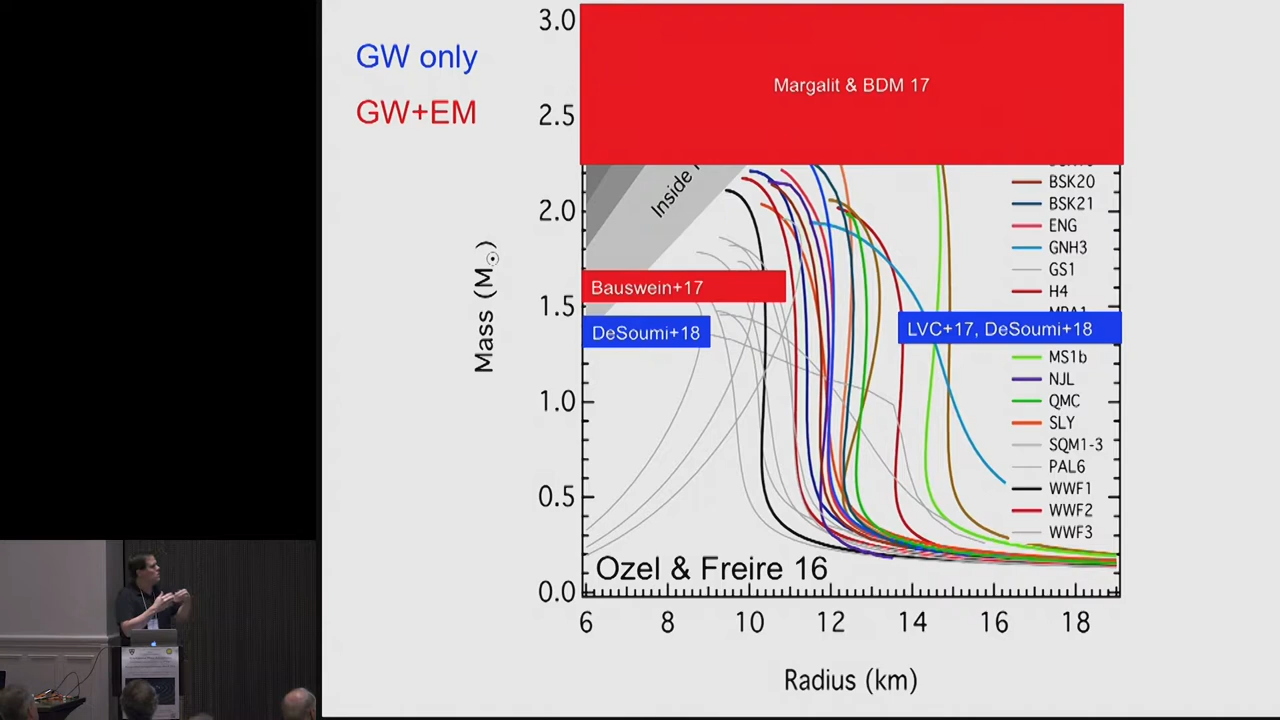 GW only
GW+EM
Margalit & BDM 17
3.0
2.5
2.0
1.5
1.0
0.5
0.0
Mass (M☉)
Inside
Bauswein+17
DeSoumi+18
LVC+17, DeSoumi+18
BSK20
BSK21
ENG
GNH3
GS1
H4
MS1b
NJL
QMC
SLY
SQM1-3
PAL6
WWF1
WWF2
WWF3
Ozel & Freire 16
6 8 10 12 14 16 18
Radius (km)